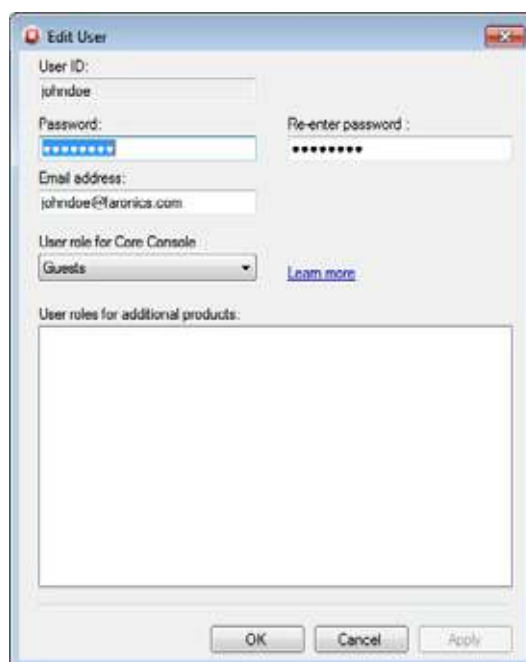 Edit User
User ID:
johndoe
Password: Re-enter password :
•••••••• ••••••••
Email address:
johndoe@faronics.com
User role for Core Console
Guests Learn more
User roles for additional products:
OK Cancel Apply